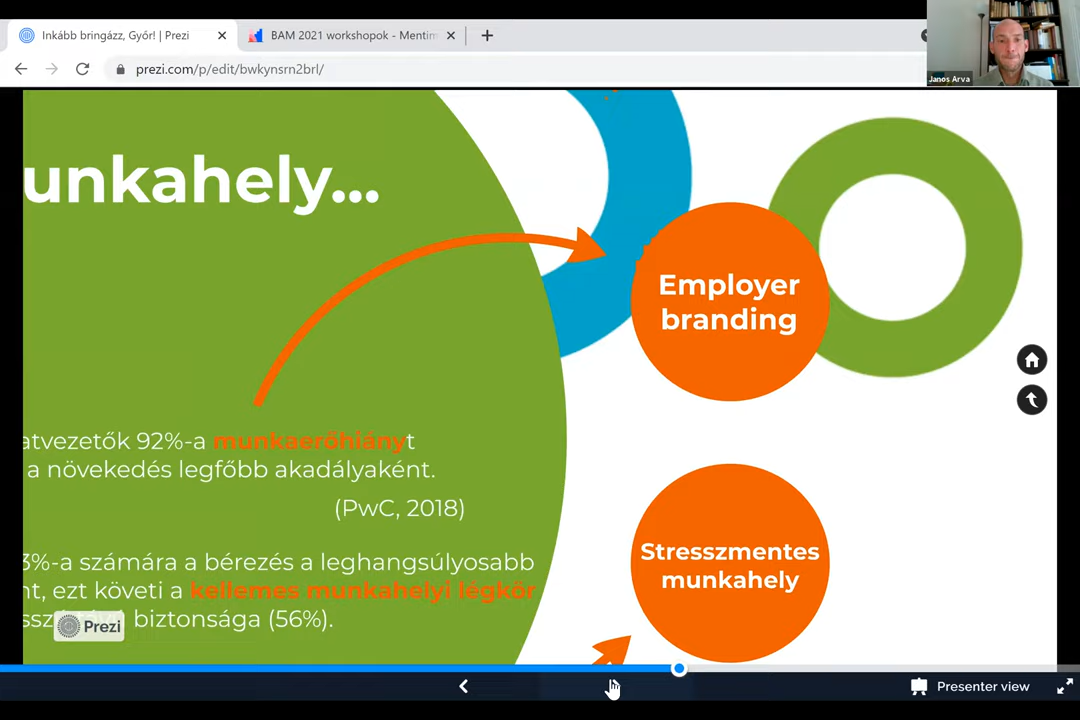 Inkább bringázz, Győr! | Prezi
BAM 2021 workshopok - Mentim
prezi.com/p/edit/bwkynsrn2brl/
Janos Arva
unkahely...
Employer
branding
atvezetők 92%-a munkaerőhiányt
a növekedés legfőbb akadályaként.
(PwC, 2018)
Stresszmentes
munkahely
3%-a számára a bérezés a leghangsúlyosabb
nt, ezt követi a kellemes munkahelyi légkör
biztonsága (56%).
Prezi
Presenter view